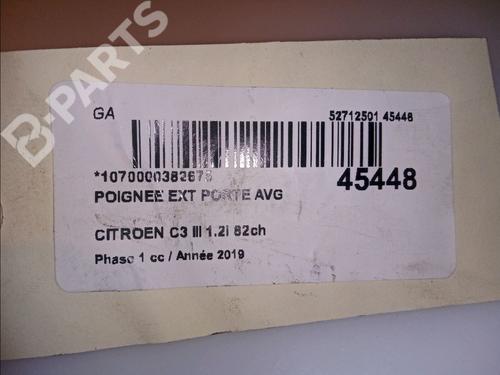 B-PARTS
GA
52712501 45448
*1070000382676
45448
POIGNEE EXT PORTE AVG
CITROEN C3 III 1.2i 82ch
Phase 1 cc / Année 2019